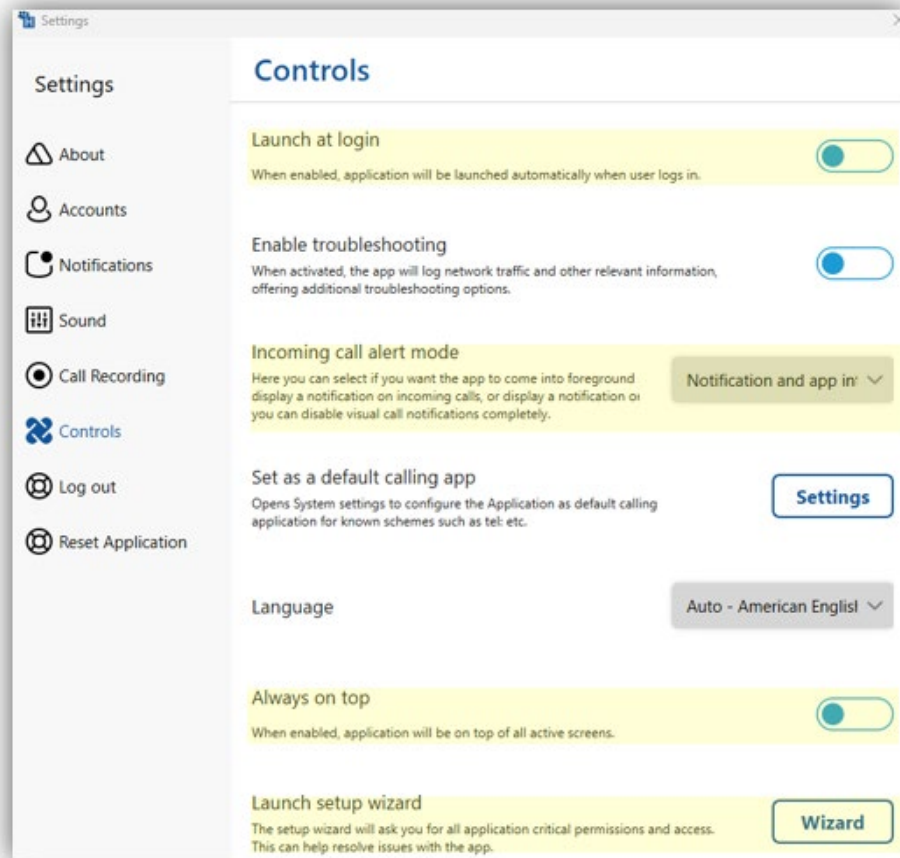 Settings
Settings
About
Accounts
Notifications
Sound
Call Recording
Controls
Log out
Reset Application
Controls
Launch at login
When enabled, application will be launched automatically when user logs in.
Enable troubleshooting
When activated, the app will log network traffic and other relevant information,
offering additional troubleshooting options.
Incoming call alert mode
Here you can select if you want the app to come into foreground
display a notification on incoming calls, or display a notification
you can disable visual call notifications completely.
Notification and app
Set as a default calling app
Opens System settings to configure the Application as default calling
application for known schemes such as tel: etc.
Settings
Language
Auto - American
Always on top
When enabled, application will be on top of all active screens.
Launch setup wizard
The setup wizard will ask you for all application critical permissions and access.
This can help resolve issues with the app.
Wizard